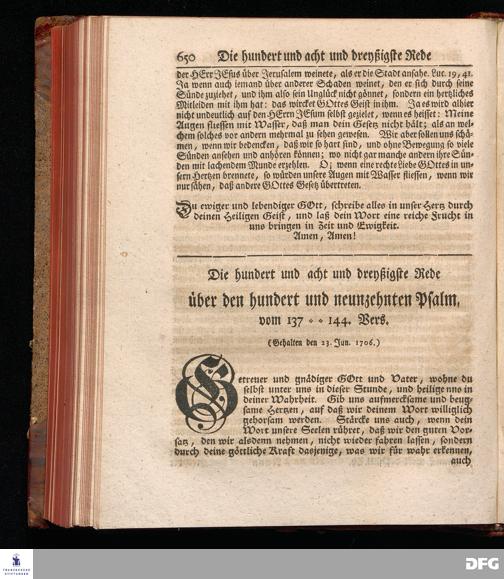 650 Die hundert und acht und dreyßigste Rede
der HErr JEsus über Jerusalem weinete, als er die Stadt ansahe. Luc. 19, 41.
Ja wenn auch iemand über anderer Schaden weinet, den er sich durch seine
Sünde zuziehet, und ihm also sein Unglück nicht gönnet, sondern ein hertzliches
Mitleiden mit ihm hat: das wircket GOttes Geist in ihm. Ja es wird alhier
nicht undeutlich auf den HErrn JEsum selbst gezielet, wenn es heisset: Meine
Augen fliessen mit Wasser, daß man dein Gesetz nicht hält; als an wel-
chem solches vor andern mehrmal zu sehen gewesen. Wie aber sollen uns schä-
men, wenn wir bedencken, daß wir so hart sind, und ohne Bewegung so viele
Sünden ansehen und anhören können; wo nicht gar manche andern ihre Sün-
den mit lachendem Munde erzehlen. O; wenn eine rechte Liebe GOttes in uns
sern Hertzen brennete, so würden unsere Augen mit Wasser fliessen, wenn wir
nur sähen, daß andere GOttes Gesetz übertreten.
Du ewiger und lebendiger GOtt, schreibe alles in unser Hertz durch
deinen Heiligen Geist, und laß dein Wort eine reiche Frucht in
uns bringen in Zeit und Ewigkeit.
Amen, Amen!
Die hundert und acht und dreyßigste Rede
über den hundert und neunzehnten Psalm,
vom 137 = = 144. Vers.
(Gehalten den 23. Jun. 1706.)
Getreuer und gnädiger GOtt und Vater, wohne du
selbst unter uns in dieser Stunde, und heilige uns in
deiner Wahrheit. Gib uns aufmercksame und beug-
same Hertzen, auf daß wir deinem Wort williglich
gehorsam werden. Stärcke uns auch, wenn dein
Wort unsere Seelen rühret, daß wir den guten Vor-
satz, den wir alsdenn nehmen, nicht wieder fahren lassen, sondern
durch deine göttliche Kraft dasjenige, was wir für wahr erkennen,
auch
FRANCKESCHE
STIFTUNGEN
DFG